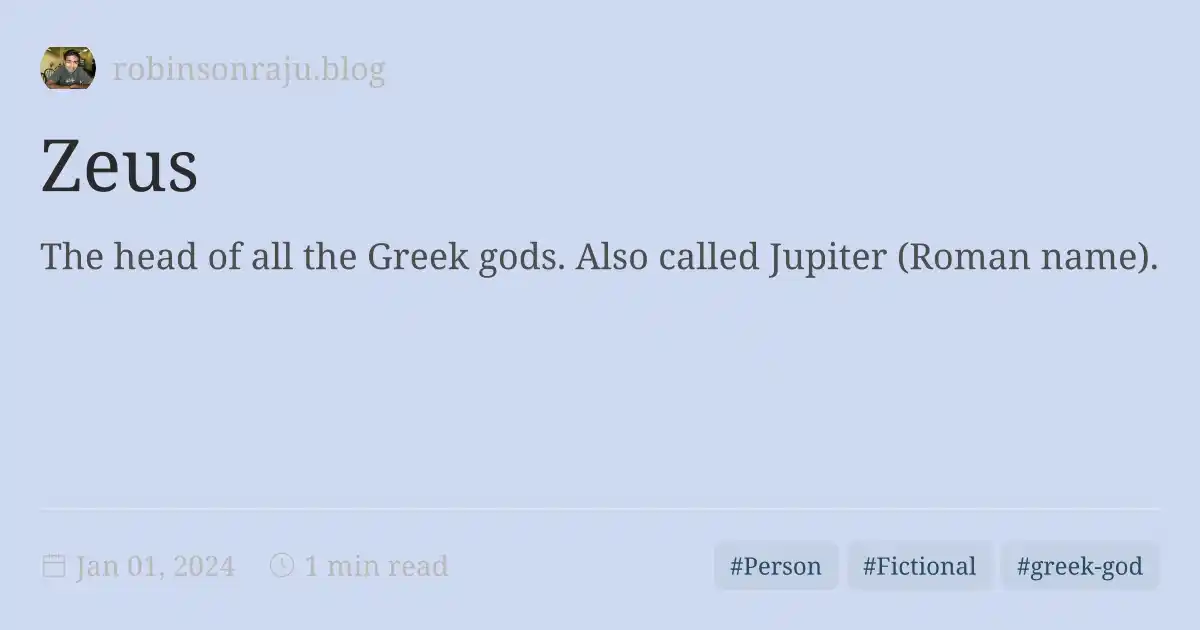 robinsonraju.blog
Zeus
The head of all the Greek gods. Also called Jupiter (Roman name).
Jan 01, 2024 1 min read #Person #Fictional #greek-god